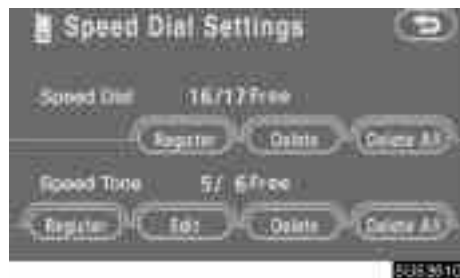 Speed Dial Settings
Speed Dial 16/17Free
Register Delete Delete All
Speed Tone 5/ 6Free
Register Edit Delete Delete All